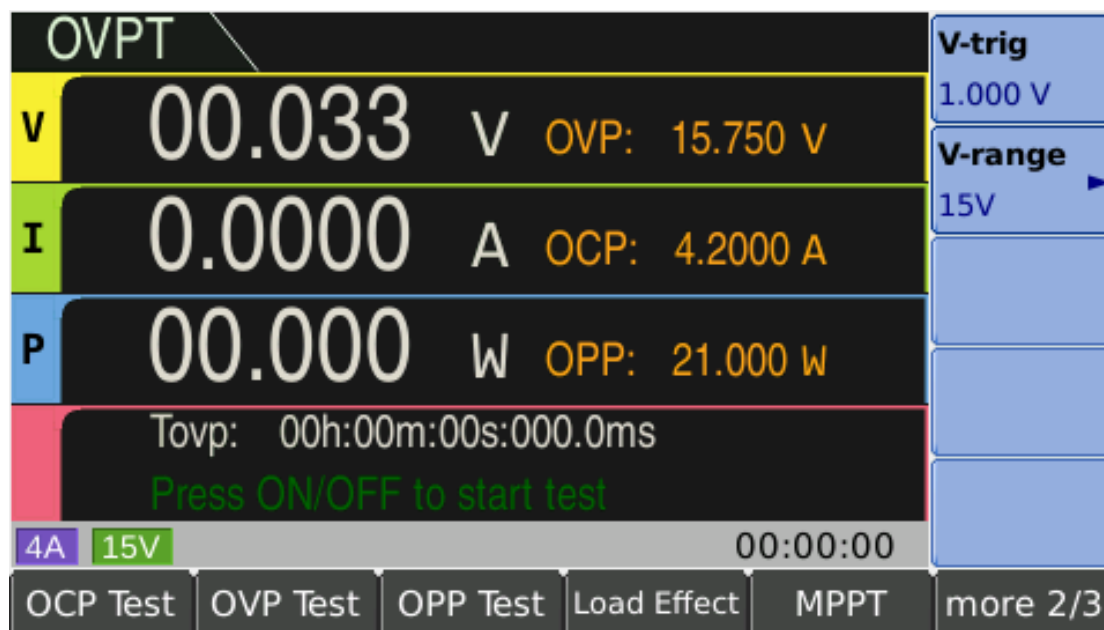 OVPT
V 00.033 V OVP: 15.750 V
I 0.0000 A OCP: 4.2000 A
P 00.000 W OPP: 21.000 W
Tovp: 00h:00m:00s:000.0ms
Press ON/OFF to start test
4A 15V 00:00:00
V-trig
1.000 V
V-range
15V
OCP Test OVP Test OPP Test Load Effect MPPT more 2/3